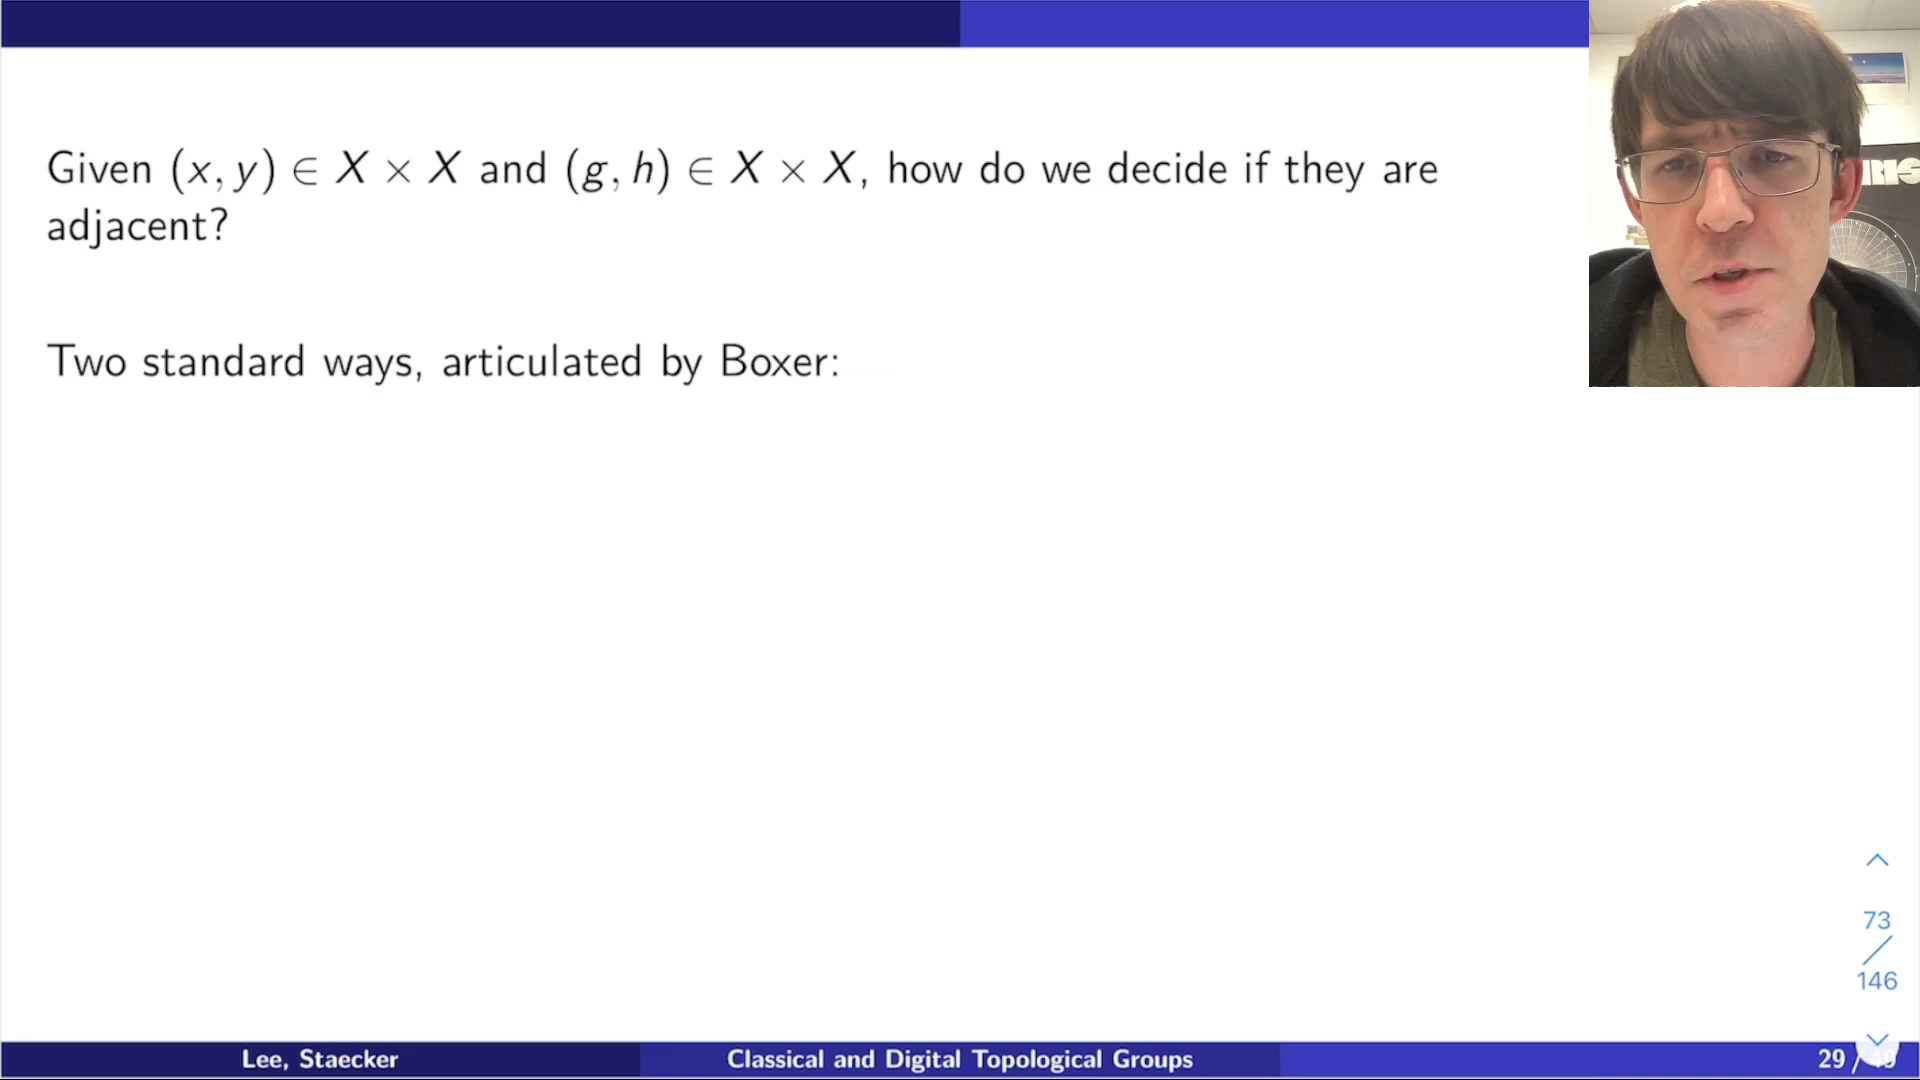 Given (x, y) ∈ X × X and (g, h) ∈ X × X, how do we decide if they are
adjacent?
Two standard ways, articulated by Boxer:
73
146
Lee, Staecker
Classical and Digital Topological Groups
29 /